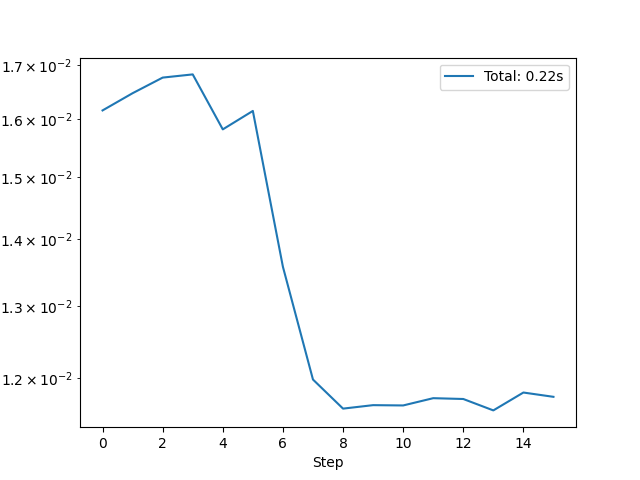 Total: 0.22s
1.7 × 10⁻²
1.6 × 10⁻²
1.5 × 10⁻²
1.4 × 10⁻²
1.3 × 10⁻²
1.2 × 10⁻²
0 2 4 6 8 10 12 14
Step